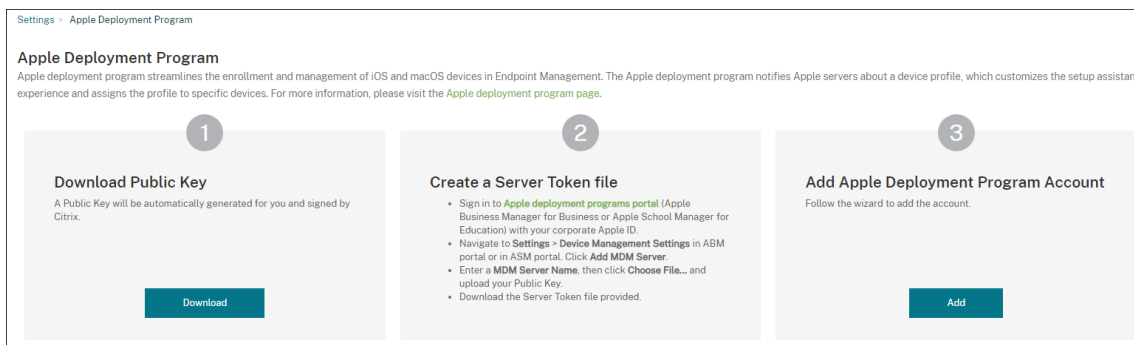 Settings > Apple Deployment Program
Apple Deployment Program
Apple deployment program streamlines the enrollment and management of iOS and macOS devices in Endpoint Management. The Apple deployment program notifies Apple servers about a device profile, which customizes the setup assistan
experience and assigns the profile to specific devices. For more information, please visit the Apple deployment program page.
1
Download Public Key
A Public Key will be automatically generated for you and signed by
Citrix.
Download
2
Create a Server Token file
• Sign in to Apple deployment programs portal (Apple
Business Manager for Business or Apple School Manager for
Education) with your corporate Apple ID.
• Navigate to Settings > Device Management Settings in ABM
portal or in ASM portal. Click Add MDM Server.
• Enter a MDM Server Name, then click Choose File... and
upload your Public Key.
• Download the Server Token file provided.
3
Add Apple Deployment Program Account
Follow the wizard to add the account.
Add